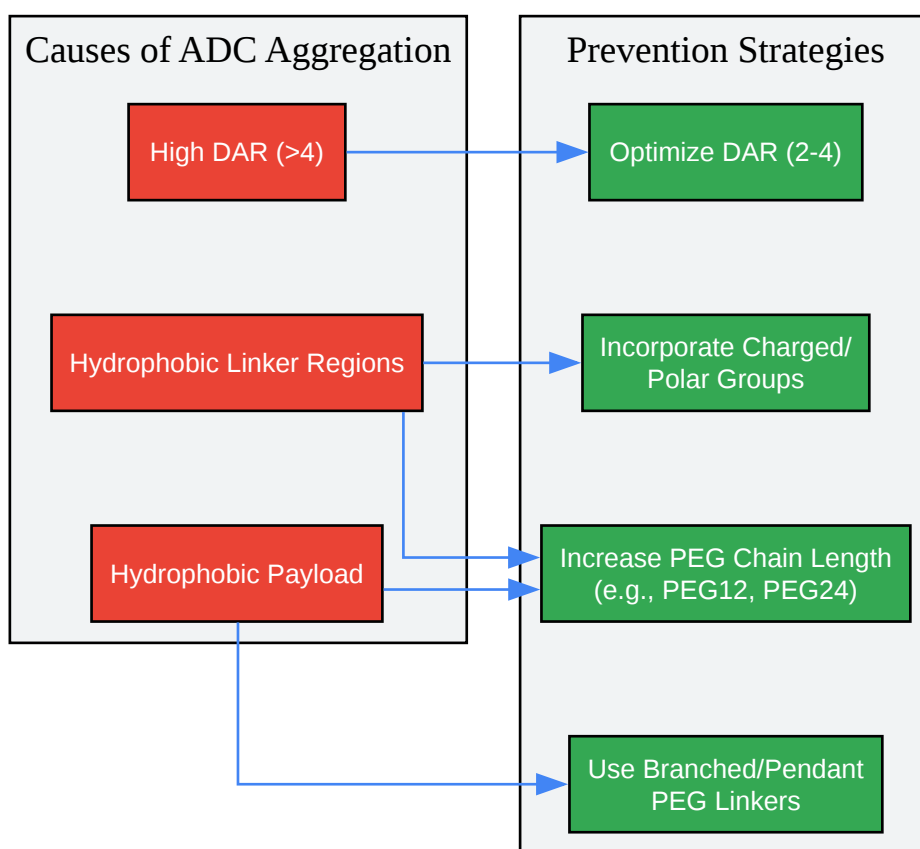 Causes of ADC Aggregation
High DAR (>4)
Hydrophobic Linker Regions
Hydrophobic Payload
Prevention Strategies
Optimize DAR (2-4)
Incorporate Charged/
Polar Groups
Increase PEG Chain Length
(e.g., PEG12, PEG24)
Use Branched/Pendant
PEG Linkers